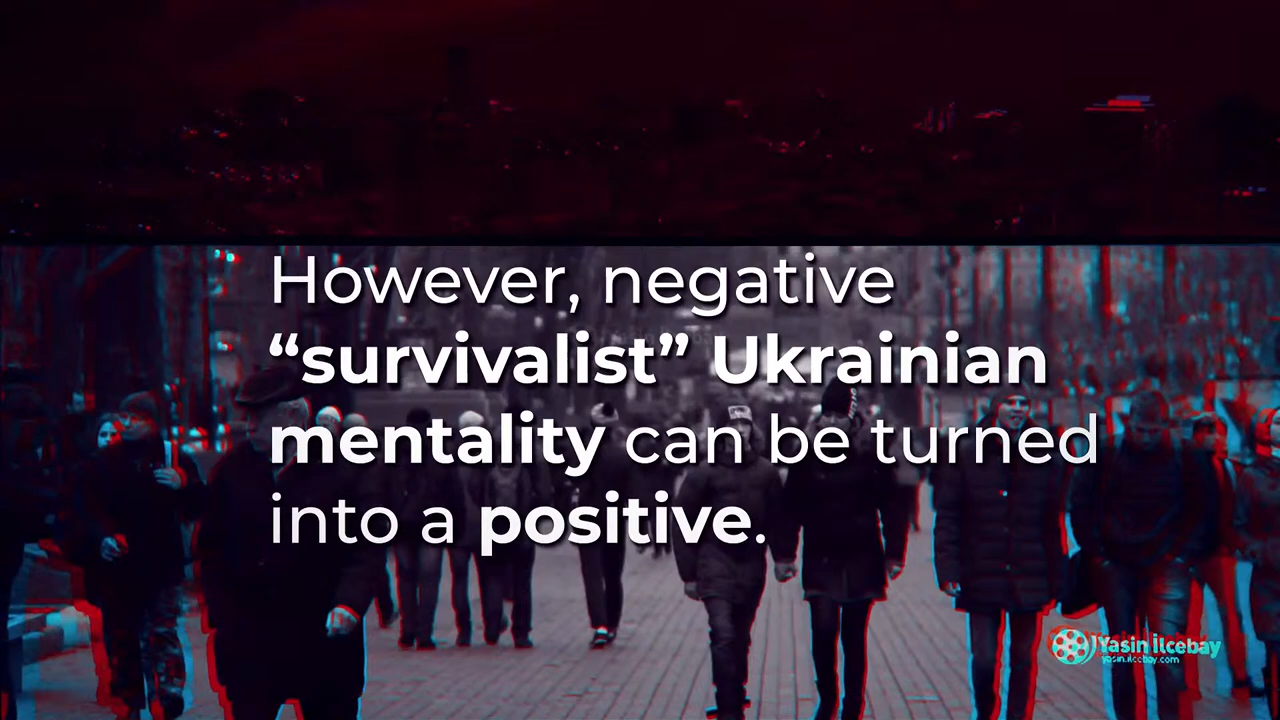 However, negative
“survivalist” Ukrainian
mentality can be turned
into a positive.
Yasin ilcebay
yasin.ilcebay.com